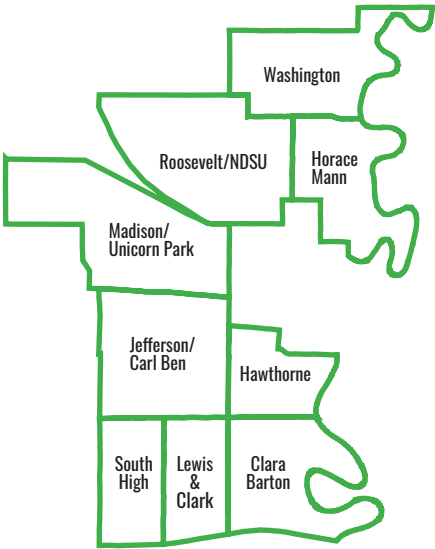 Washington
Roosevelt/NDSU
Horace
Mann
Madison/
Unicorn Park
Jefferson/
Carl Ben
Hawthorne
South
High
Lewis
&
Clark
Clara
Barton